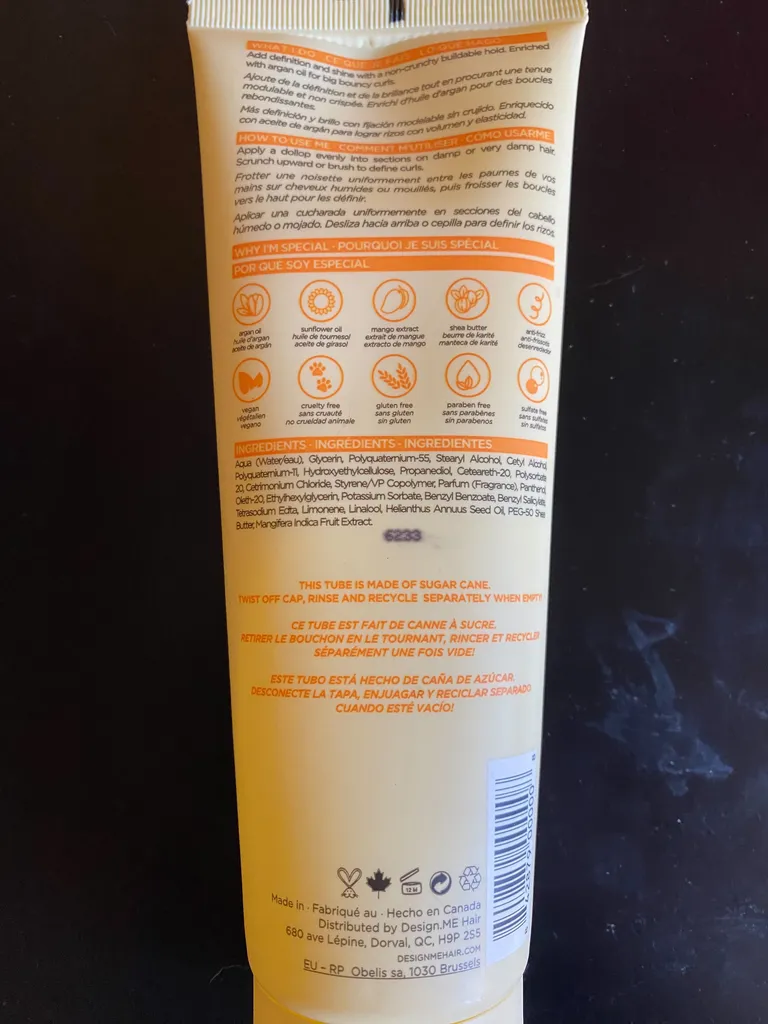 WHAT I DO · CE QUE JE FAIS · LO QUE HAGO
Add definition and shine with a non-crunchy buildable hold. Enriched
with argan oil for big bouncy curls.
Ajoute de la définition et de la brillance tout en procurant une tenue
modulable et non crispée. Enrichi d'huile d'argan pour des boucles
rebondissantes.
Más definición y brillo con fijación modelable sin crujido. Enriquecido
con aceite de argán para lograr rizos con volumen y elasticidad.
HOW TO USE ME · COMMENT M'UTILISER · CÓMO USARME
Apply a dollop evenly into sections on damp or very damp hair.
Scrunch upward or brush to define curls.
Frotter une noisette uniformement entre les paumes de vos
mains sur cheveux humides ou mouillés, puis froisser les boucles
vers le haut pour les définir.
Aplicar una cucharada uniformemente en secciones del cabello
húmedo o mojado. Desliza hacia arriba o cepilla para definir los rizos.
WHY I'M SPECIAL · POURQUOI JE SUIS SPÉCIAL
POR QUE SOY ESPECIAL
argan oil
huile d'argan
aceite de argán
sunflower oil
huile de tournesol
aceite de girasol
mango extract
extrait de mangue
extracto de mango
shea butter
beurre de karité
manteca de karité
anti-frizz
anti-frisottis
desenredador
vegan
végétalien
vegano
cruelty free
sans cruauté
no crueldad animale
gluten free
sans gluten
sin gluten
paraben free
sans parabènes
sin parabenos
sulfate free
sans sulfates
sin sulfatos
INGREDIENTS · INGRÉDIENTS · INGREDIENTES
Aqua (Water/eau), Glycerin, Polyquaternium-55, Stearyl Alcohol, Cetyl Alcohol,
Polyquaternium-11, Hydroxyethylcellulose, Propanediol, Ceteareth-20, Polysorbate
20, Cetrimonium Chloride, Styrene/VP Copolymer, Parfum (Fragrance), Panthenol,
Oleth-20, Ethylhexylglycerin, Potassium Sorbate, Benzyl Benzoate, Benzyl Salicylate,
Tetrasodium Edta, Limonene, Linalool, Helianthus Annuus Seed Oil, PEG-50 Shea
Butter, Mangifera Indica Fruit Extract.
6233
THIS TUBE IS MADE OF SUGAR CANE.
TWIST OFF CAP, RINSE AND RECYCLE SEPARATELY WHEN EMPTY!
CE TUBE EST FAIT DE CANNE À SUCRE.
RETIRER LE BOUCHON EN LE TOURNANT, RINCER ET RECYCLER
SÉPARÉMENT UNE FOIS VIDE!
ESTE TUBO ESTÁ HECHO DE CAÑA DE AZÚCAR.
DESCONECTE LA TAPA, ENJUAGAR Y RECICLAR SEPARADO
CUANDO ESTÉ VACÍO!
12 M
Made in · Fabriqué au · Hecho en Canada
Distributed by Design.ME Hair
680 ave Lépine, Dorval, QC, H9P 2S5
DESIGNMEHAIR.COM
EU – RP Obelis sa, 1030 Brussels